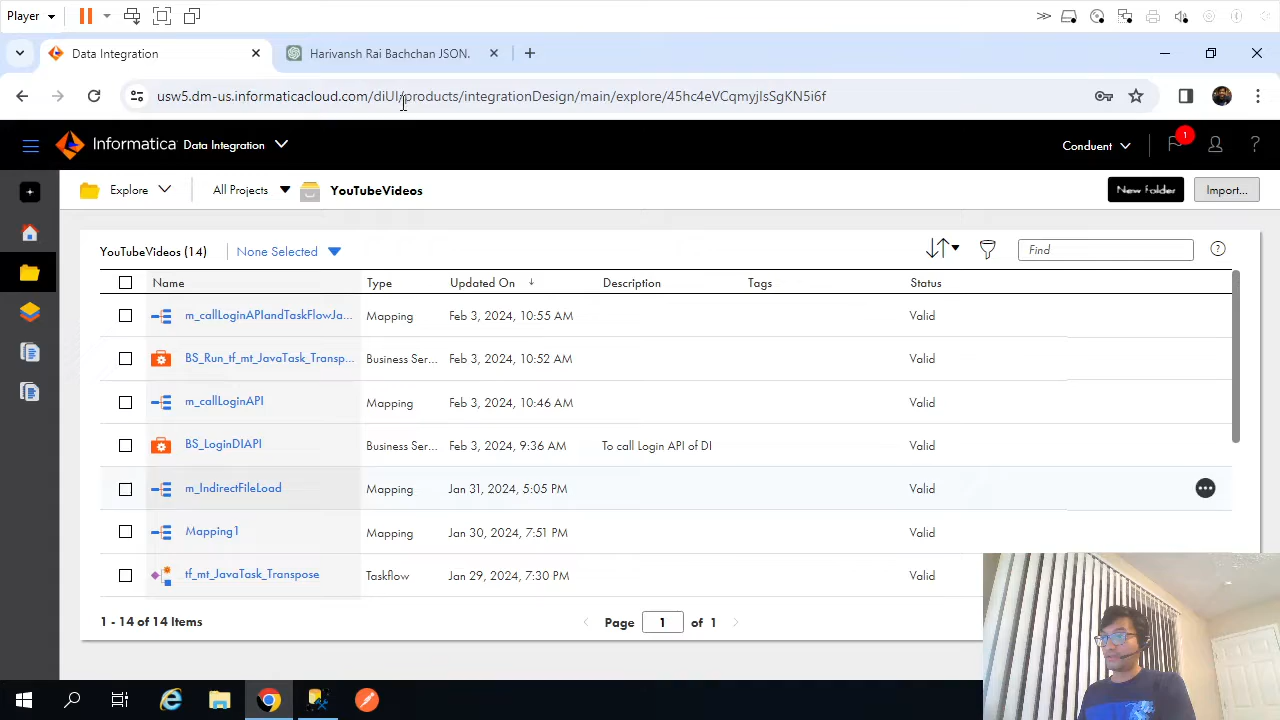 Player
Data Integration
Harivansh Rai Bachchan JSON.
usw5.dm-us.informaticacloud.com/diUI/products/integrationDesign/main/explore/45hc4eVCqmyjIsSgKN5i6f
Informatica Data Integration
Conduent
1
?
Explore
All Projects
YouTubeVideos
New Folder
Import...
YouTubeVideos (14)
None Selected
Find
?
Name Type Updated On Description Tags Status
m_callLoginAPIandTaskFlowJa... Mapping Feb 3, 2024, 10:55 AM Valid
BS_Run_tf_mt_JavaTask_Transp... Business Ser... Feb 3, 2024, 10:52 AM Valid
m_callLoginAPI Mapping Feb 3, 2024, 10:46 AM Valid
BS_LoginDIAPI Business Ser... Feb 3, 2024, 9:36 AM To call Login API of DI Valid
m_IndirectFileLoad Mapping Jan 31, 2024, 5:05 PM Valid
Mapping1 Mapping Jan 30, 2024, 7:51 PM Valid
tf_mt_JavaTask_Transpose Taskflow Jan 29, 2024, 7:30 PM Valid
1 - 14 of 14 Items
Page 1 of 1